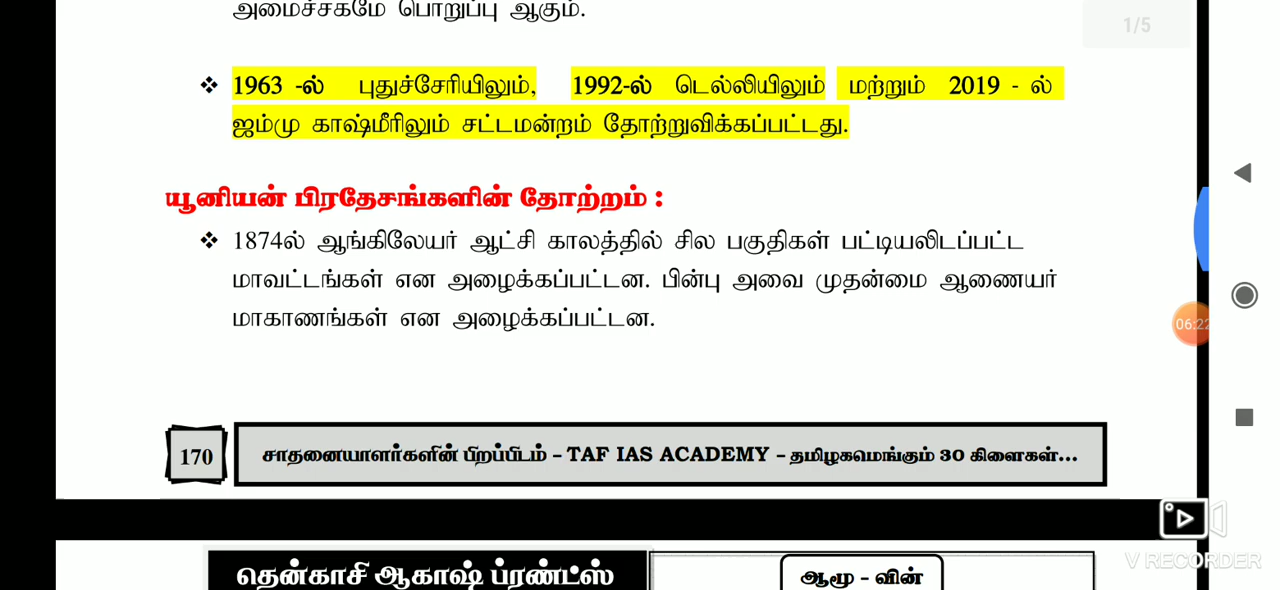 அமைச்சகமே பொறுப்பு ஆகும்.
1/5
❖ 1963 -ல் புதுச்சேரியிலும், 1992-ல் டெல்லியிலும் மற்றும் 2019 - ல்
ஜம்மு காஷ்மீரிலும் சட்டமன்றம் தோற்றுவிக்கப்பட்டது.
யூனியன் பிரதேசங்களின் தோற்றம் :
❖ 1874ல் ஆங்கிலேயர் ஆட்சி காலத்தில் சில பகுதிகள் பட்டியலிடப்பட்ட
மாவட்டங்கள் என அழைக்கப்பட்டன. பின்பு அவை முதன்மை ஆணையர்
மாகாணங்கள் என அழைக்கப்பட்டன.
06:22
170 சாதனையாளர்களின் பிறப்பிடம் - TAF IAS ACADEMY - தமிழகமெங்கும் 30 கிளைகள்...
V RECORDER
தென்காசி ஆகாஷ் ப்ரண்ட்ஸ் ஆமூ - வின்